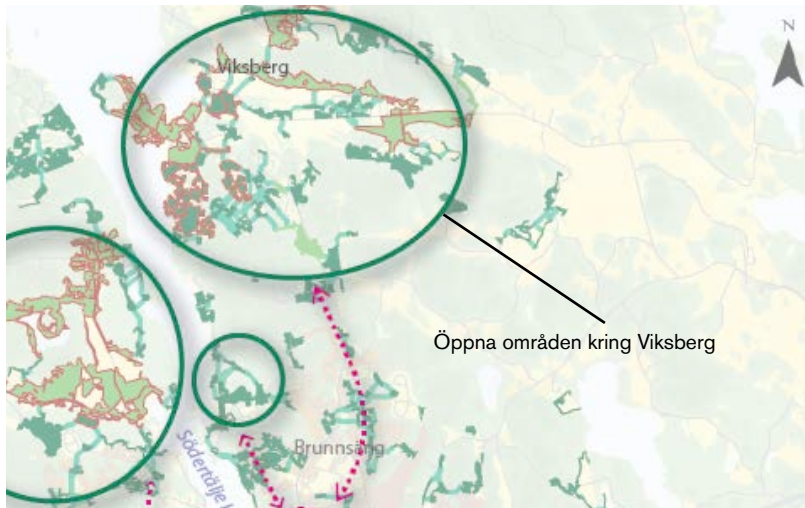 N
Viksberg
Öppna områden kring Viksberg
Brunnsäng
Södertälje